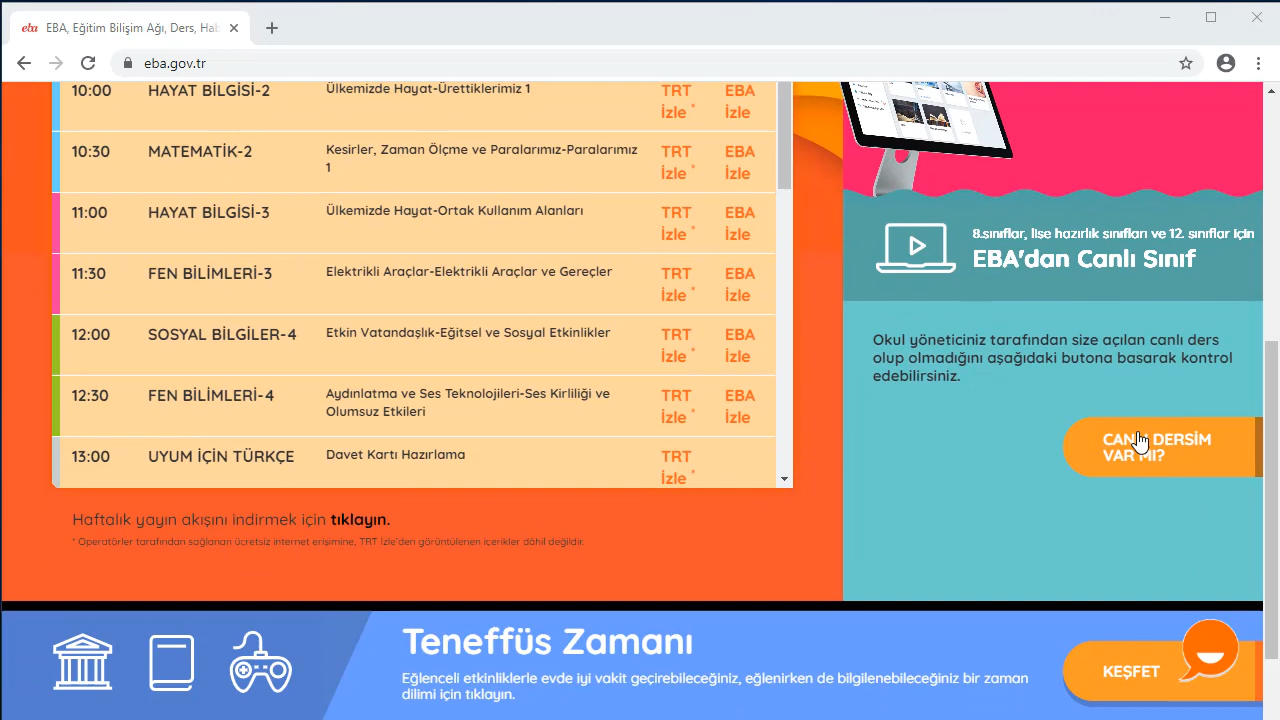 eba EBA, Eğitim Bilişim Ağı, Ders, Hab
eba.gov.tr
10:00 HAYAT BİLGİSİ-2 Ülkemizde Hayat-Ürettiklerimiz 1 TRT EBA
İzle * İzle
10:30 MATEMATİK-2 Kesirler, Zaman Ölçme ve Paralarımız-Paralarımız TRT EBA
1 İzle * İzle
11:00 HAYAT BİLGİSİ-3 Ülkemizde Hayat-Ortak Kullanım Alanları TRT EBA
İzle * İzle
11:30 FEN BİLİMLERİ-3 Elektrikli Araçlar-Elektrikli Araçlar ve Gereçler TRT EBA
İzle * İzle
12:00 SOSYAL BİLGİLER-4 Etkin Vatandaşlık-Eğitsel ve Sosyal Etkinlikler TRT EBA
İzle * İzle
12:30 FEN BİLİMLERİ-4 Aydınlatma ve Ses Teknolojileri-Ses Kirliliği ve TRT EBA
Olumsuz Etkileri İzle * İzle
13:00 UYUM İÇİN TÜRKÇE Davet Kartı Hazırlama TRT
İzle *
Haftalık yayın akışını indirmek için tıklayın.
* Operatörler tarafından sağlanan ücretsiz internet erişimine, TRT İzle'den görüntülenen içerikler dâhil değildir.
8.sınıflar, lise hazırlık sınıfları ve 12. sınıflar için
EBA'dan Canlı Sınıf
Okul yöneticiniz tarafından size açılan canlı ders
olup olmadığını aşağıdaki butona basarak kontrol
edebilirsiniz.
CANLI DERSİM
VAR MI?
Teneffüs Zamanı
Eğlenceli etkinliklerle evde iyi vakit geçirebileceğiniz, eğlenirken de bilgilenebileceğiniz bir zaman
dilimi için tıklayın.
KEŞFET